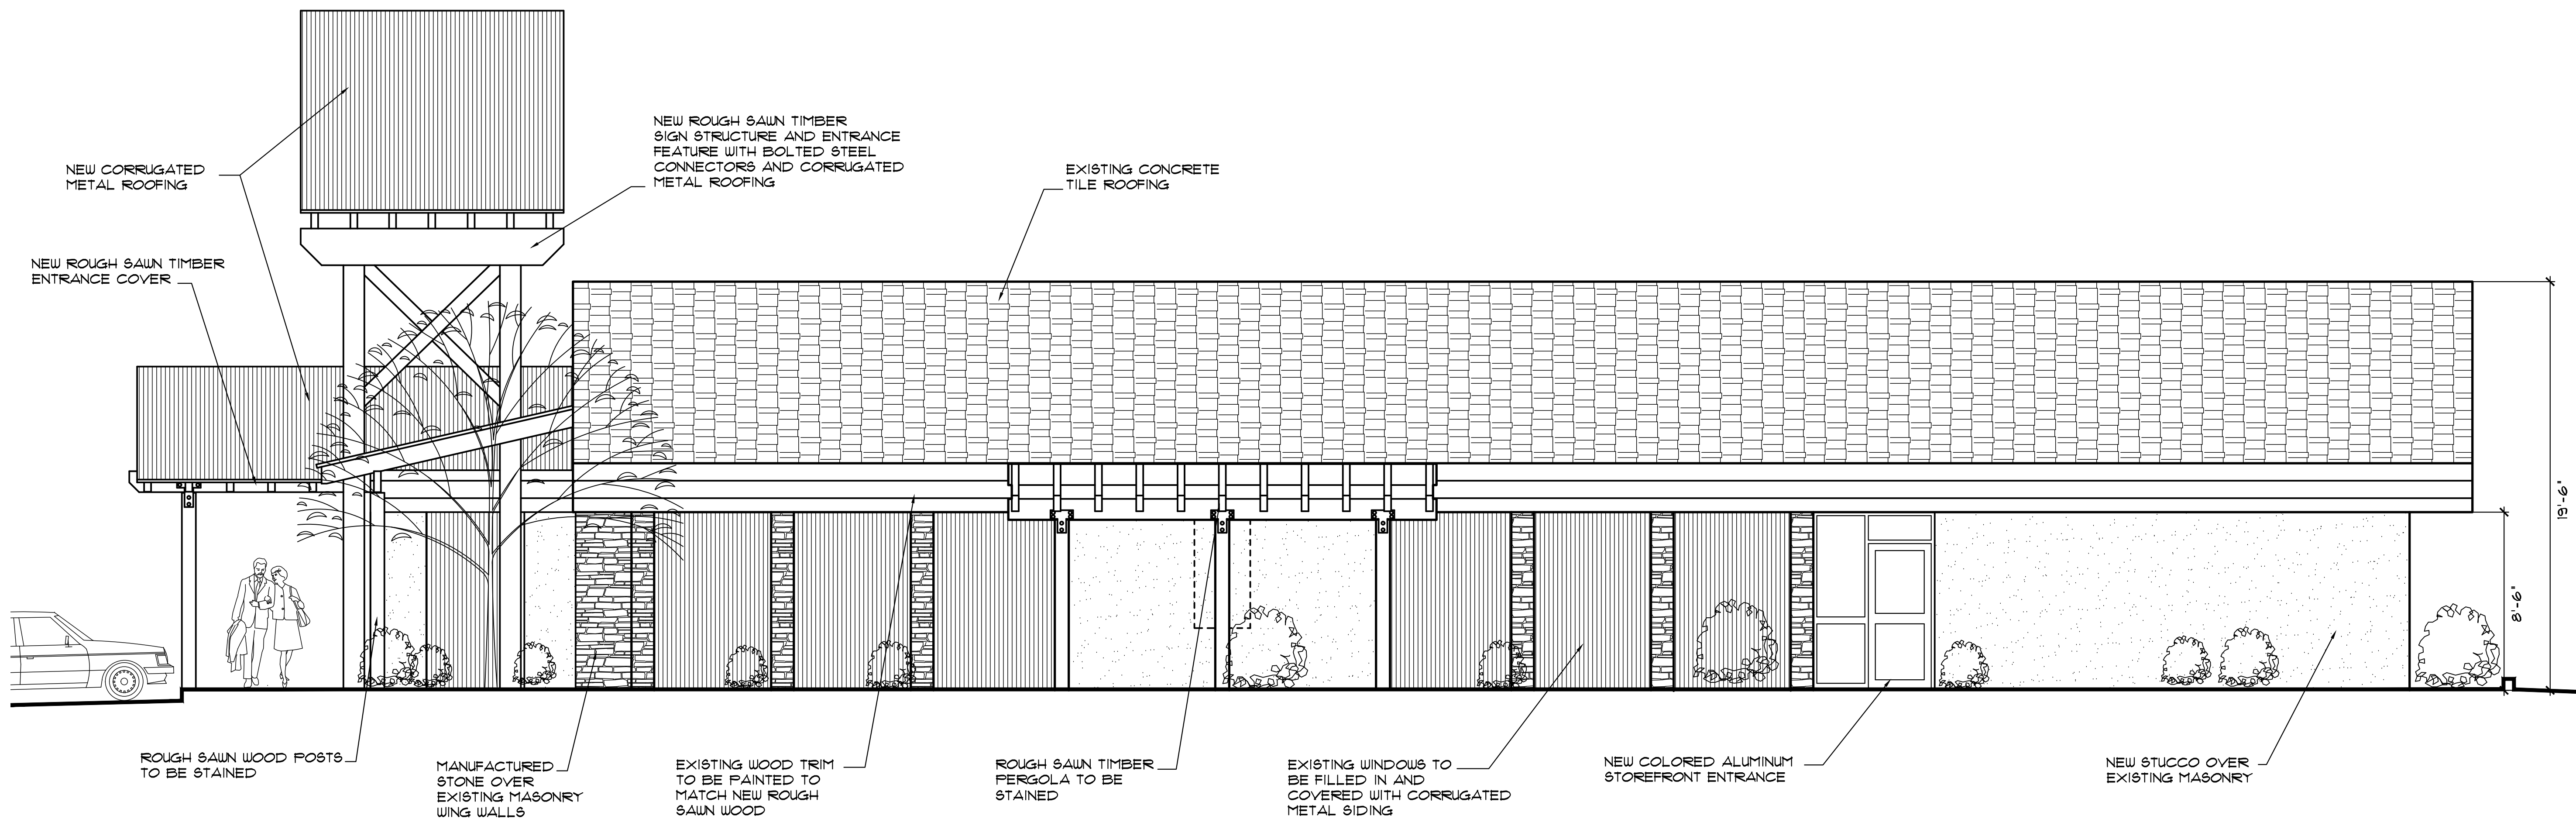 NEW ROUGH SAWN TIMBER
SIGN STRUCTURE AND ENTRANCE
FEATURE WITH BOLTED STEEL
CONNECTORS AND CORRUGATED
METAL ROOFING
NEW CORRUGATED
METAL ROOFING
EXISTING CONCRETE
TILE ROOFING
NEW ROUGH SAWN TIMBER
ENTRANCE COVER
19'-6"
8'-6"
ROUGH SAWN WOOD POSTS
TO BE STAINED
MANUFACTURED
STONE OVER
EXISTING MASONRY
WING WALLS
EXISTING WOOD TRIM
TO BE PAINTED TO
MATCH NEW ROUGH
SAWN WOOD
ROUGH SAWN TIMBER
PERGOLA TO BE
STAINED
EXISTING WINDOWS TO
BE FILLED IN AND
COVERED WITH CORRUGATED
METAL SIDING
NEW COLORED ALUMINUM
STOREFRONT ENTRANCE
NEW STUCCO OVER
EXISTING MASONRY